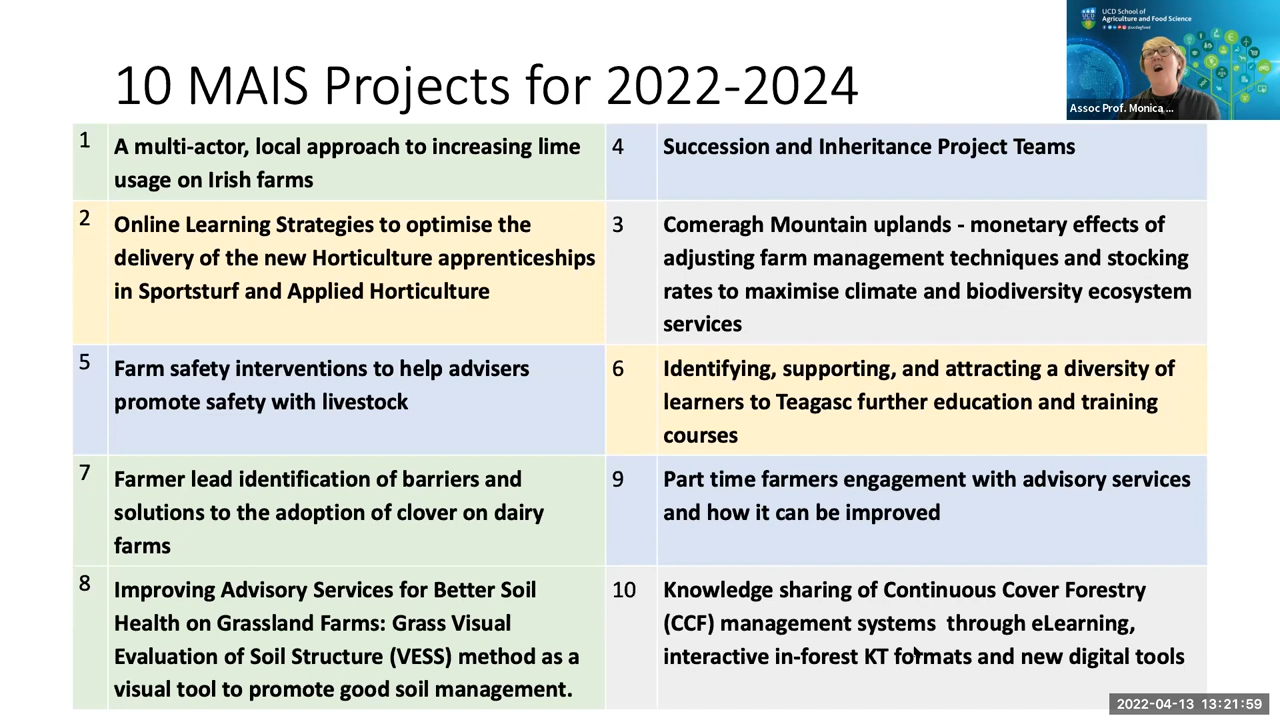 10 MAIS Projects for 2022-2024
UCD School of
Agriculture and Food Science
UCD
Assoc Prof. Monica ...
1
A multi-actor, local approach to increasing lime
usage on Irish farms
4
Succession and Inheritance Project Teams
2
Online Learning Strategies to optimise the
delivery of the new Horticulture apprenticeships
in Sportsturf and Applied Horticulture
3
Comeragh Mountain uplands - monetary effects of
adjusting farm management techniques and stocking
rates to maximise climate and biodiversity ecosystem
services
5
Farm safety interventions to help advisers
promote safety with livestock
6
Identifying, supporting, and attracting a diversity of
learners to Teagasc further education and training
courses
7
Farmer lead identification of barriers and
solutions to the adoption of clover on dairy
farms
9
Part time farmers engagement with advisory services
and how it can be improved
8
Improving Advisory Services for Better Soil
Health on Grassland Farms: Grass Visual
Evaluation of Soil Structure (VESS) method as a
visual tool to promote good soil management.
10
Knowledge sharing of Continuous Cover Forestry
(CCF) management systems through eLearning,
interactive in-forest KT formats and new digital tools
2022-04-13 13:21:59